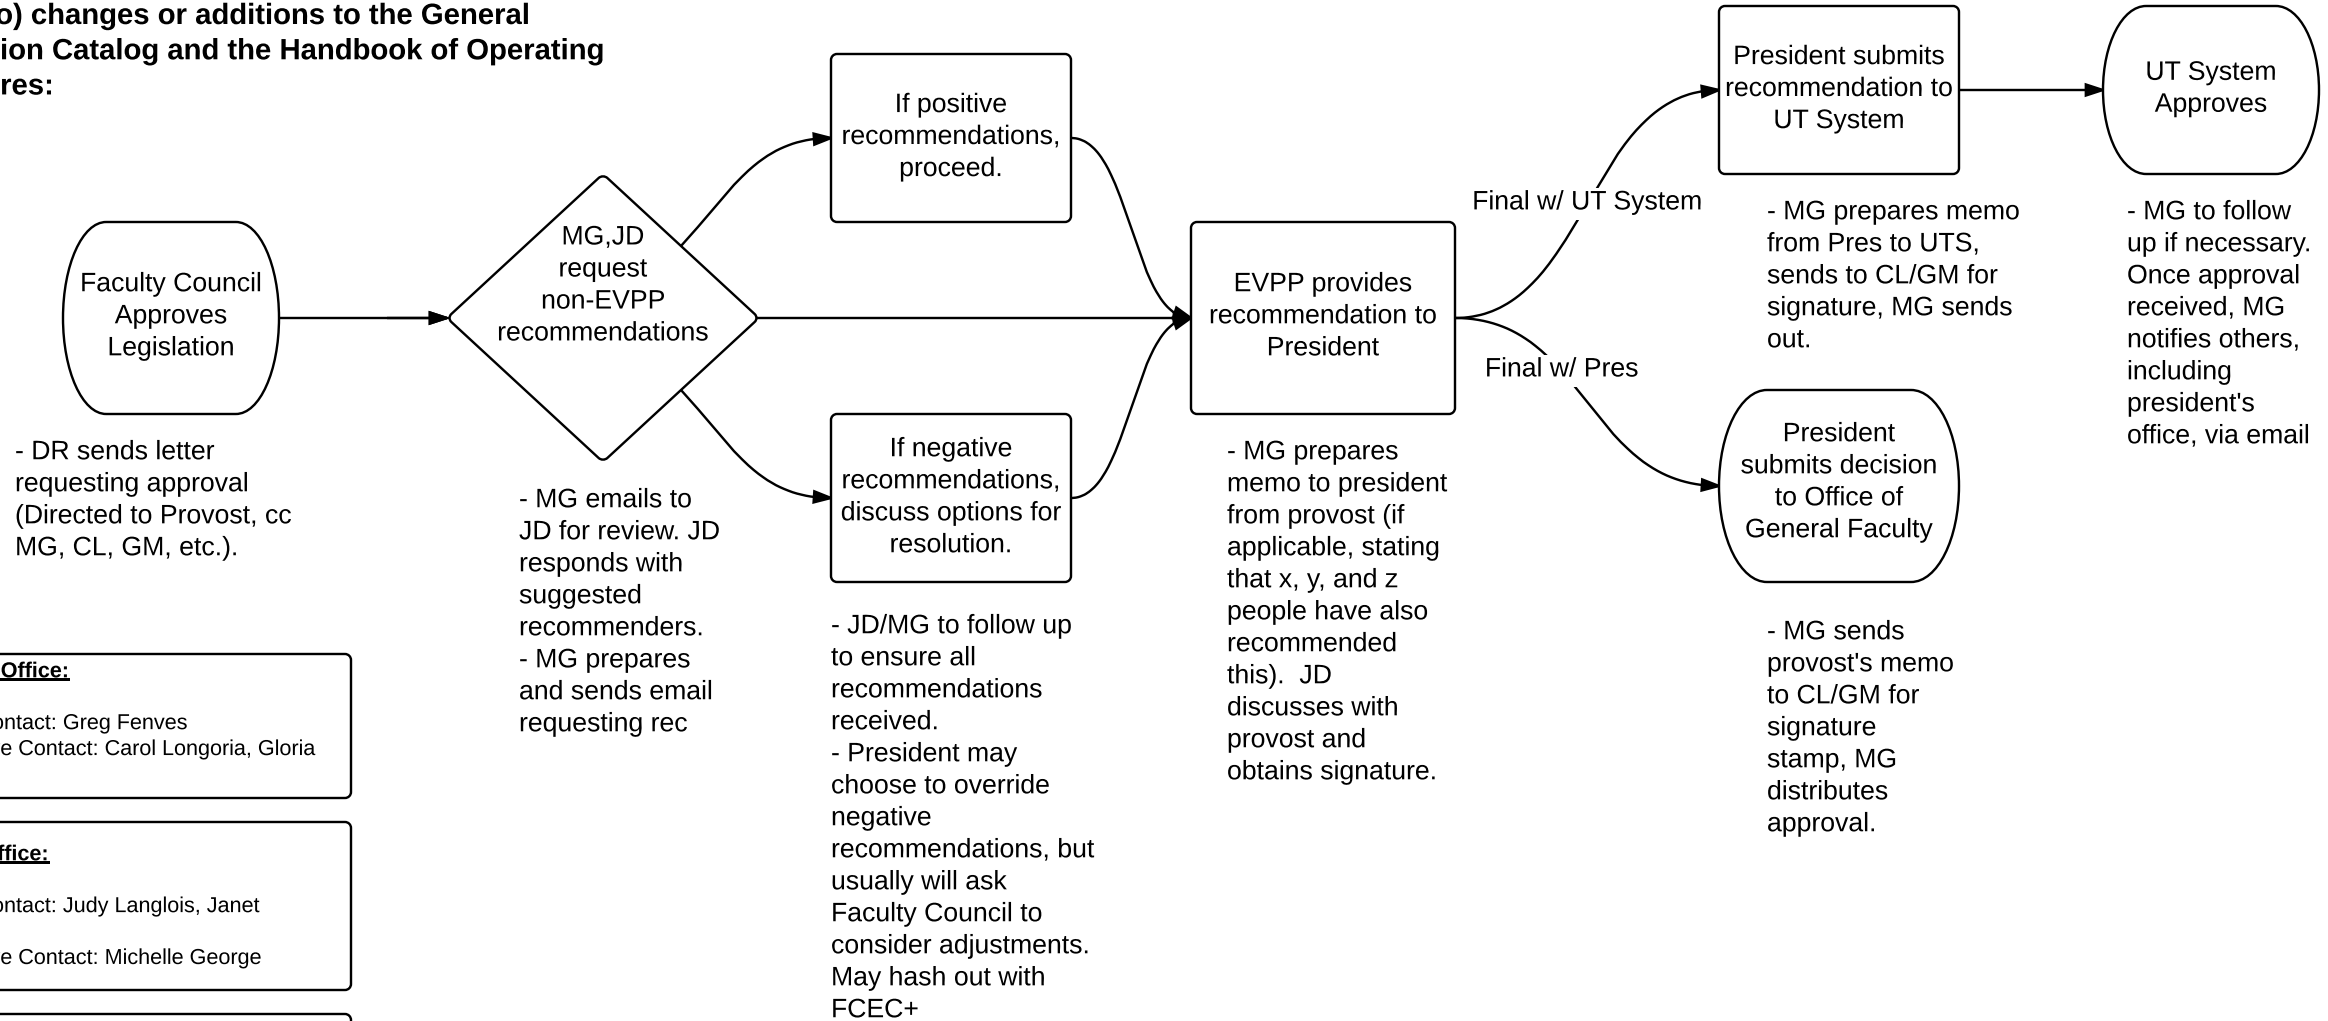 o) changes or additions to the General
ion Catalog and the Handbook of Operating
res:
Faculty Council
Approves
Legislation
- DR sends letter
requesting approval
(Directed to Provost, cc
MG, CL, GM, etc.).
MG,JD
request
non-EVPP
recommendations
- MG emails to
JD for review. JD
responds with
suggested
recommenders.
- MG prepares
and sends email
requesting rec
If positive
recommendations,
proceed.
If negative
recommendations,
discuss options for
resolution.
- JD/MG to follow up
to ensure all
recommendations
received.
- President may
choose to override
negative
recommendations, but
usually will ask
Faculty Council to
consider adjustments.
May hash out with
FCEC+
EVPP provides
recommendation to
President
- MG prepares
memo to president
from provost (if
applicable, stating
that x, y, and z
people have also
recommended
this).  JD
discusses with
provost and
obtains signature.
Final w/ UT System
Final w/ Pres
President submits
recommendation to
UT System
- MG prepares memo
from Pres to UTS,
sends to CL/GM for
signature, MG sends
out.
UT System
Approves
- MG to follow
up if necessary.
Once approval
received, MG
notifies others,
including
president's
office, via email
President
submits decision
to Office of
General Faculty
- MG sends
provost's memo
to CL/GM for
signature
stamp, MG
distributes
approval.
Office:
ontact: Greg Fenves
e Contact: Carol Longoria, Gloria
ffice:
ontact: Judy Langlois, Janet
e Contact: Michelle George